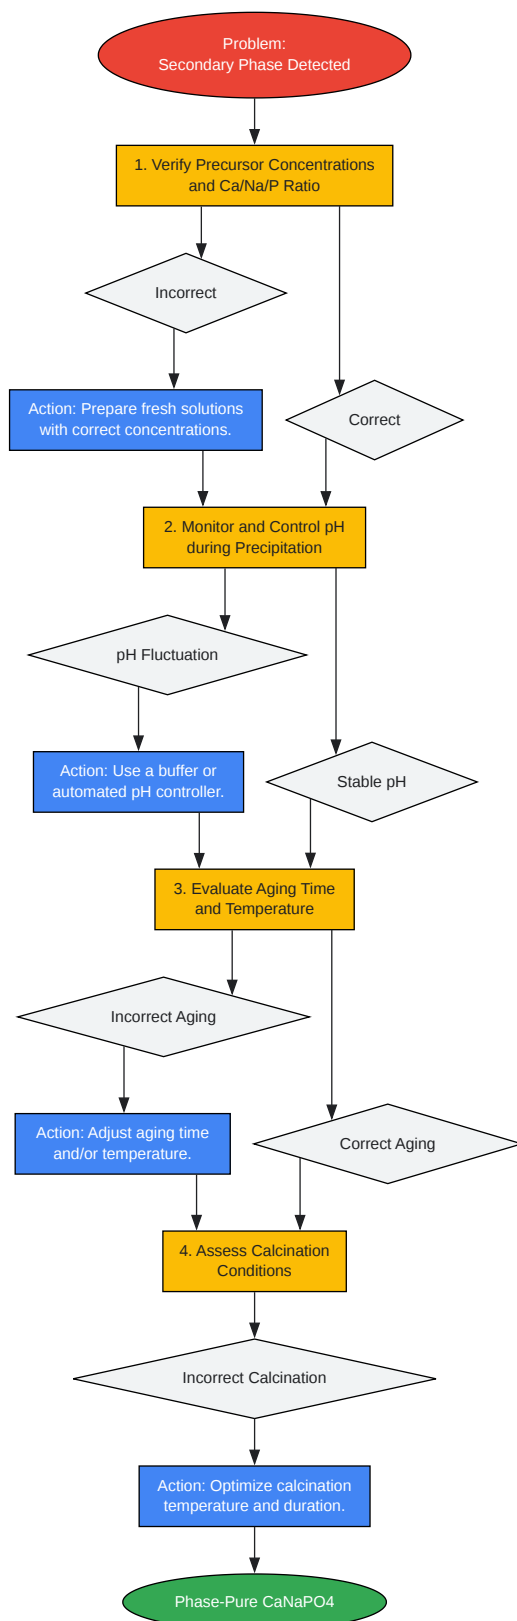 Problem:
Secondary Phase Detected
1. Verify Precursor Concentrations
and Ca/Na/P Ratio
Incorrect
Action: Prepare fresh solutions
with correct concentrations.
Correct
2. Monitor and Control pH
during Precipitation
pH Fluctuation
Action: Use a buffer or
automated pH controller.
Stable pH
3. Evaluate Aging Time
and Temperature
Incorrect Aging
Action: Adjust aging time
and/or temperature.
Correct Aging
4. Assess Calcination
Conditions
Incorrect Calcination
Action: Optimize calcination
temperature and duration.
Phase-Pure CaNaPO4